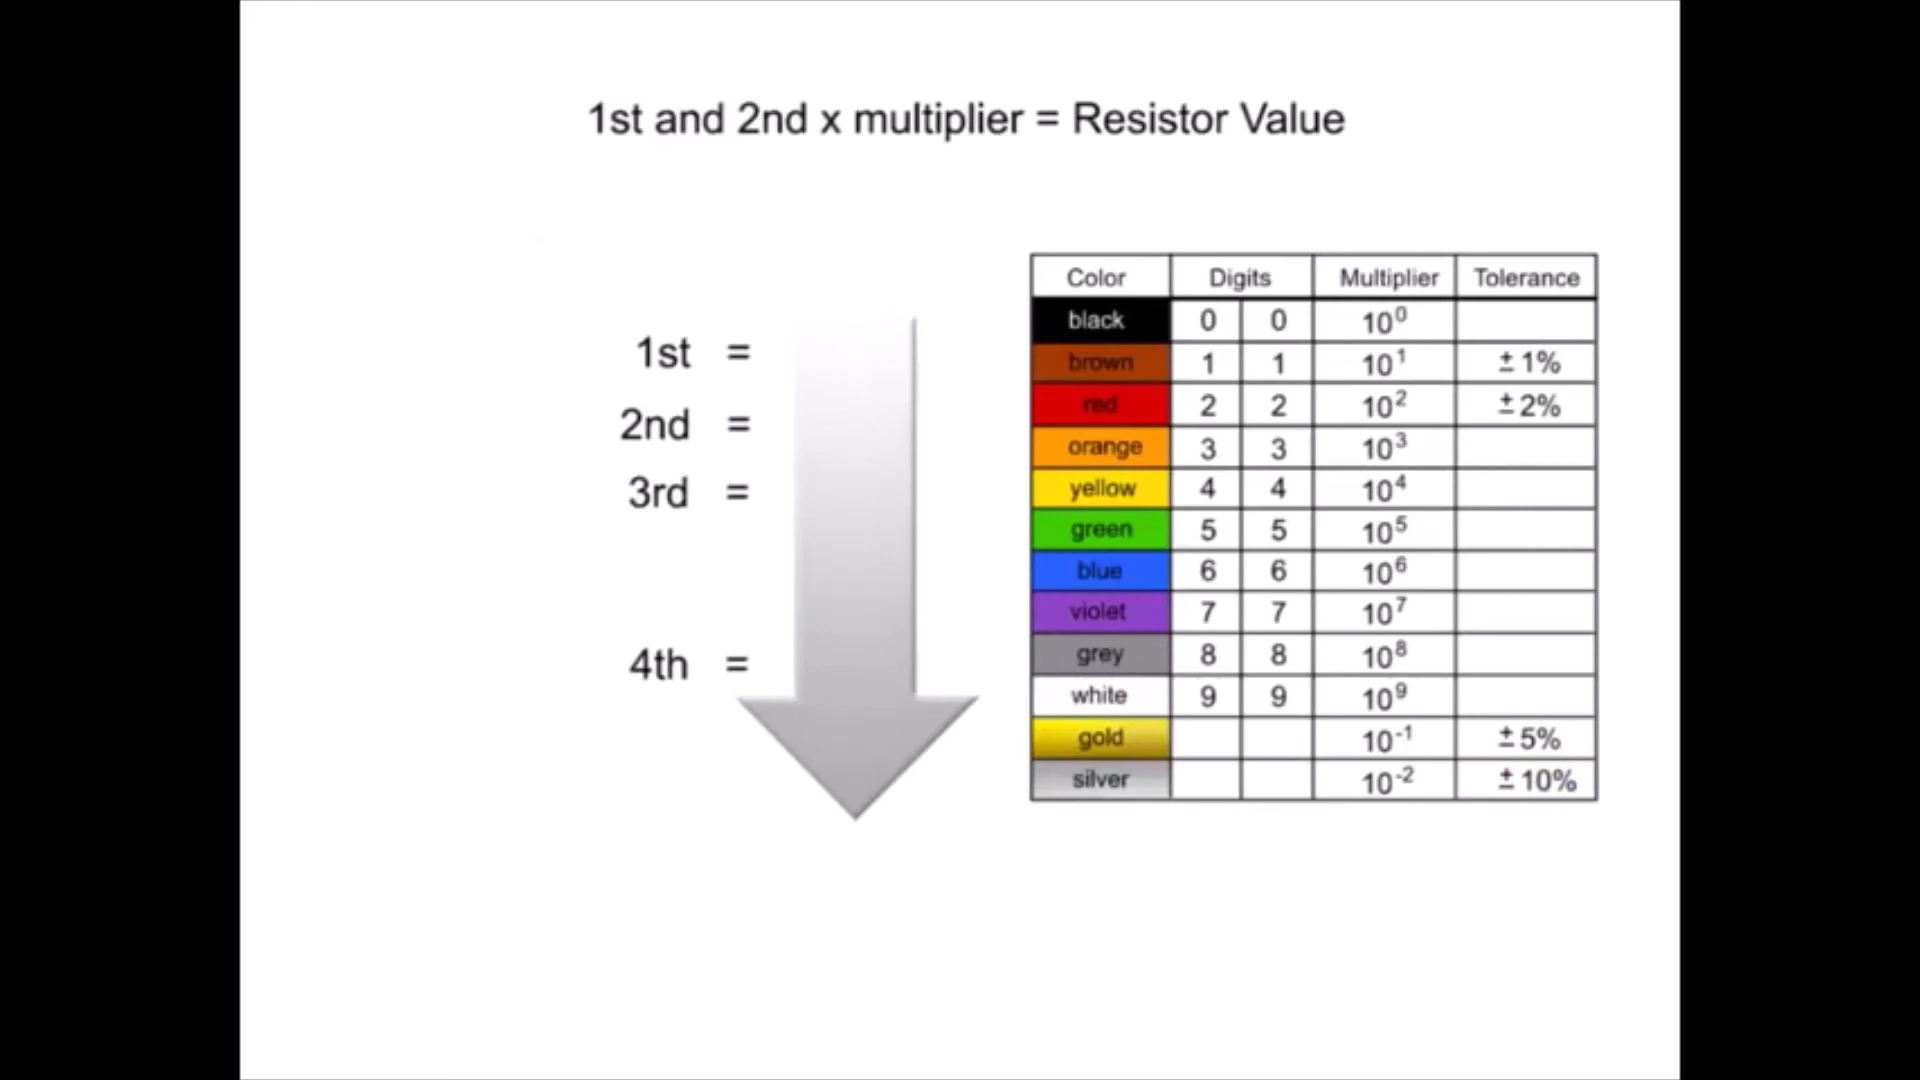 1st and 2nd x multiplier = Resistor Value
1st =
2nd =
3rd =
4th =
Color Digits Multiplier Tolerance
black 0 0 10⁰
brown 1 1 10¹ ± 1%
red 2 2 10² ± 2%
orange 3 3 10³
yellow 4 4 10⁴
green 5 5 10⁵
blue 6 6 10⁶
violet 7 7 10⁷
grey 8 8 10⁸
white 9 9 10⁹
gold 10⁻¹ ± 5%
silver 10⁻² ± 10%